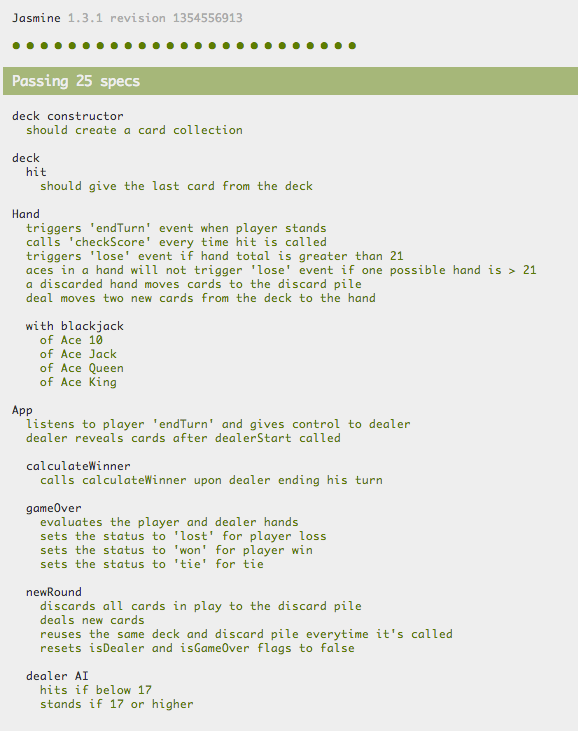 Jasmine 1.3.1 revision 1354556913
Passing 25 specs
deck constructor
should create a card collection
deck
hit
should give the last card from the deck
Hand
triggers 'endTurn' event when player stands
calls 'checkScore' every time hit is called
triggers 'lose' event if hand total is greater than 21
aces in a hand will not trigger 'lose' event if one possible hand is > 21
a discarded hand moves cards to the discard pile
deal moves two new cards from the deck to the hand
with blackjack
of Ace 10
of Ace Jack
of Ace Queen
of Ace King
App
listens to player 'endTurn' and gives control to dealer
dealer reveals cards after dealerStart called
calculateWinner
calls calculateWinner upon dealer ending his turn
gameOver
evaluates the player and dealer hands
sets the status to 'lost' for player loss
sets the status to 'won' for player win
sets the status to 'tie' for tie
newRound
discards all cards in play to the discard pile
deals new cards
reuses the same deck and discard pile everytime it's called
resets isDealer and isGameOver flags to false
dealer AI
hits if below 17
stands if 17 or higher